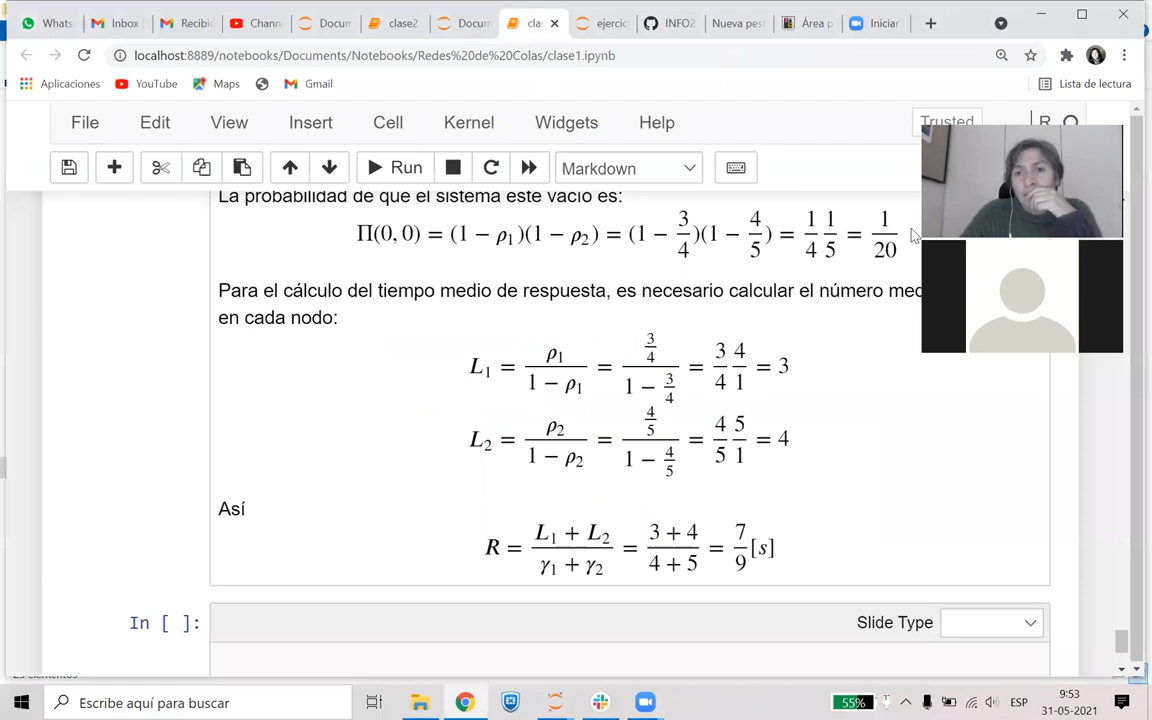 Whats
Inbox
Recibi
Chann
Docun
clase2
Docum
cla:
ejercic
INFO2
Nueva pes
Área p
Iniciar
localhost:8889/notebooks/Documents/Notebooks/Redes%20de%20Colas/clase1.ipynb
Aplicaciones
YouTube
Maps
Gmail
Lista de lectura
File Edit View Insert Cell Kernel Widgets Help
Trusted
R
Run
Markdown
La probabilidad de que el sistema este vacio es:
Π(0, 0) = (1 − ρ₁)(1 − ρ₂) = (1 − 3/4)(1 − 4/5) = 1/4 1/5 = 1/20
Para el cálculo del tiempo medio de respuesta, es necesario calcular el número med
en cada nodo:
L₁ = ρ₁/(1 − ρ₁) = (3/4)/(1 − 3/4) = 3/4 4/1 = 3
L₂ = ρ₂/(1 − ρ₂) = (4/5)/(1 − 4/5) = 4/5 5/1 = 4
Así
R = (L₁ + L₂)/(γ₁ + γ₂) = (3 + 4)/(4 + 5) = 7/9 [s]
In [ ]:
Slide Type
Escribe aquí para buscar
55%
ESP
9:53
31-05-2021